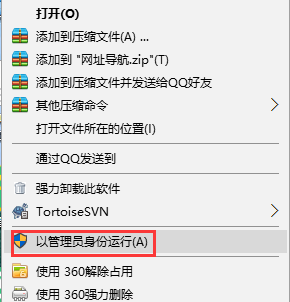 打开(O)
添加到压缩文件(A) ...
添加到 "网址导航.zip"(T)
添加到压缩文件并发送给QQ好友
其他压缩命令
打开文件所在的位置(I)
通过QQ发送到
强力卸载此软件
TortoiseSVN
以管理员身份运行(A)
使用 360解除占用
使用 360强力删除